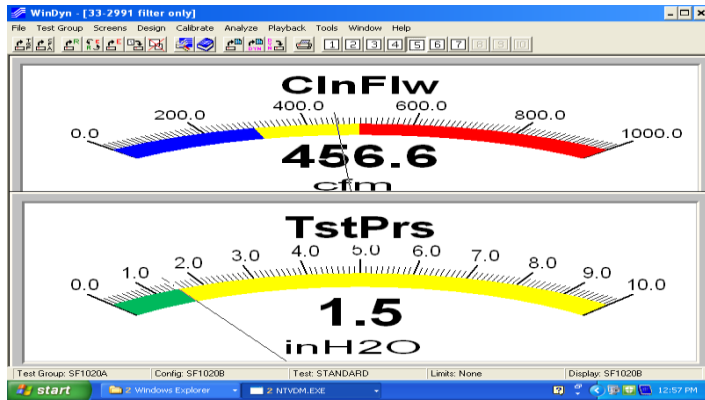 WinDyn - [33-2991 filter only]
File Test Group Screens Design Calibrate Analyze Playback Tools Window Help
1 2 3 4 5 6 7 8 9 10
ClnFlw
0.0 200.0 400.0 600.0 800.0 1000.0
456.6
cfm
TstPrs
0.0 1.0 2.0 3.0 4.0 5.0 6.0 7.0 8.0 9.0 10.0
1.5
inH2O
Test Group: SF1020A Config: SF1020B Test: STANDARD Limits: None Display: SF1020B
start 2 Windows Explorer 2 NTVDM.EXE 12:57 PM